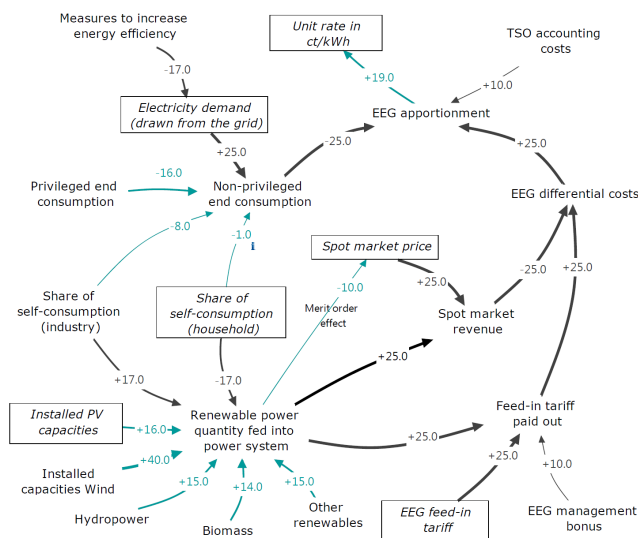 Measures to increase
energy efficiency
Unit rate in
ct/kWh
TSO accounting
costs
-17.0
+19.0
+10.0
Electricity demand
(drawn from the grid)
EEG apportionment
+25.0
-25.0
+25.0
Privileged end
consumption
-16.0
Non-privileged
end consumption
EEG differential costs
-8.0
-1.0
i
Spot market price
-10.0
+25.0
-25.0
+25.0
Share of
self-consumption
(industry)
Share of
self-consumption
(household)
Merit order
effect
Spot market
revenue
+25.0
+17.0
-17.0
Installed PV
capacities
+16.0
Renewable power
quantity fed into
power system
Feed-in tariff
paid out
+25.0
+25.0
+10.0
Installed
capacities Wind
+40.0
+15.0
+14.0
+15.0
Hydropower
Biomass
Other
renewables
EEG feed-in
tariff
EEG management
bonus